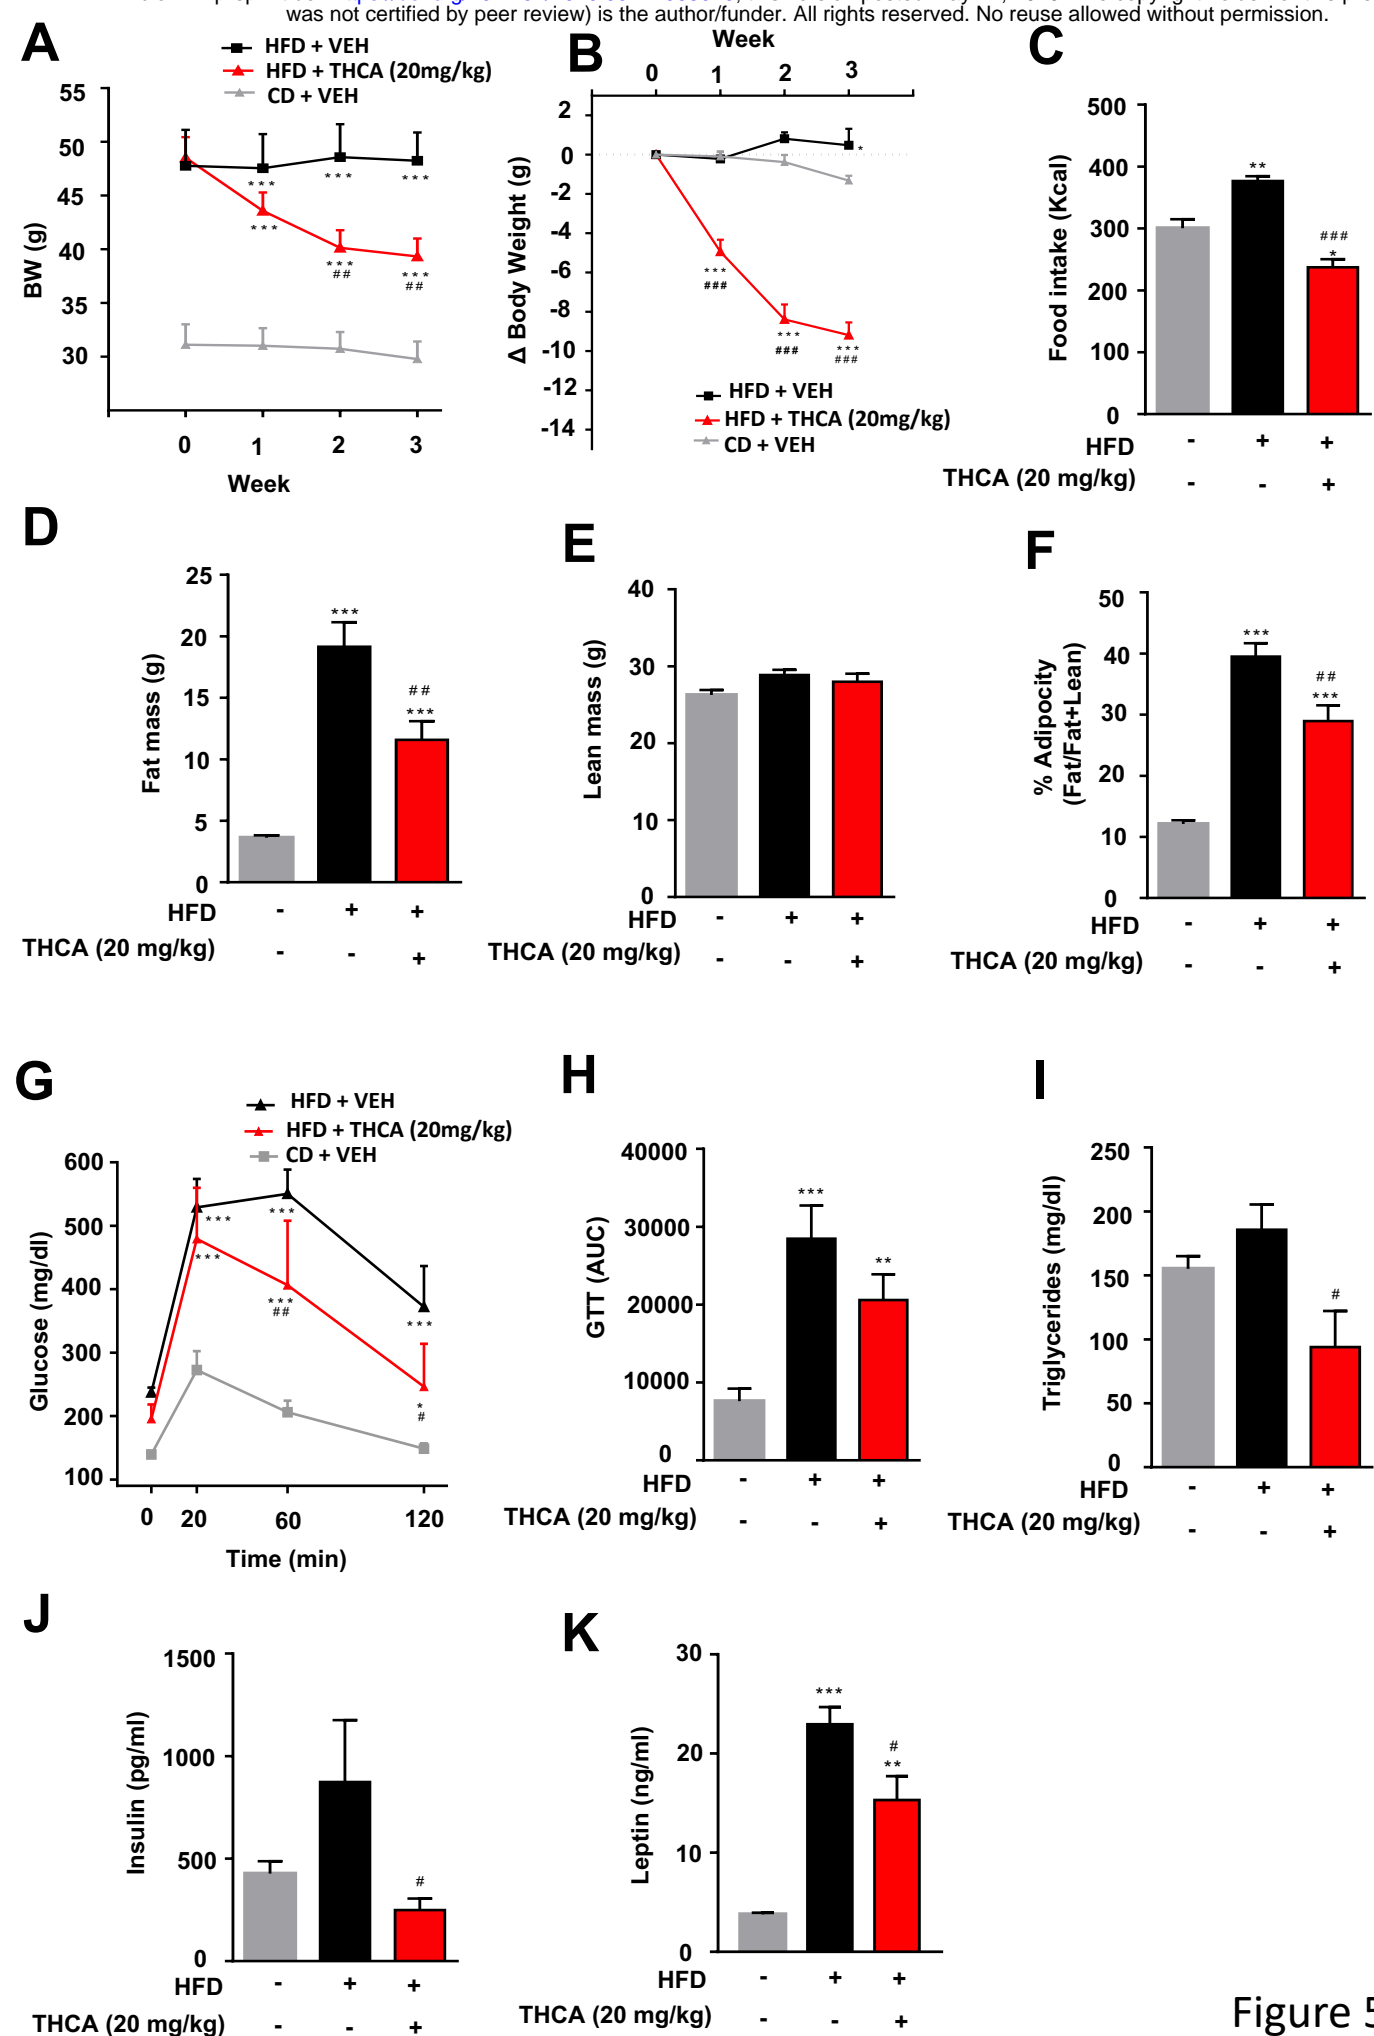 was not certified by peer review) is the author/funder. All rights reserved. No reuse allowed without permission.
A
HFD + VEH
HFD + THCA (20mg/kg)
CD + VEH
BW (g)
55
50
45
40
35
30
***
***
***
***
***
##
***
##
0 1 2 3
Week
B
Week
0 1 2 3
Δ Body Weight (g)
2
0
-2
-4
-6
-8
-10
-12
-14
*
***
###
***
###
***
###
HFD + VEH
HFD + THCA (20mg/kg)
CD + VEH
C
Food intake (Kcal)
500
400
300
200
100
0
**
###
*
HFD - + +
THCA (20 mg/kg) - - +
D
Fat mass (g)
25
20
15
10
5
0
***
##
***
HFD - + +
THCA (20 mg/kg) - - +
E
Lean mass (g)
40
30
20
10
0
HFD - + +
THCA (20 mg/kg) - - +
F
% Adipocity
(Fat/Fat+Lean)
50
40
30
20
10
0
***
##
***
HFD - + +
THCA (20 mg/kg) - - +
G
HFD + VEH
HFD + THCA (20mg/kg)
CD + VEH
Glucose (mg/dl)
600
500
400
300
200
100
***
***
***
***
##
***
*
#
0 20 60 120
Time (min)
H
GTT (AUC)
40000
30000
20000
10000
0
***
**
HFD - + +
THCA (20 mg/kg) - - +
I
Triglycerides (mg/dl)
250
200
150
100
50
0
#
HFD - + +
THCA (20 mg/kg) - - +
J
Insulin (pg/ml)
1500
1000
500
0
#
HFD - + +
THCA (20 mg/kg) - - +
K
Leptin (ng/ml)
30
20
10
0
***
#
**
HFD - + +
THCA (20 mg/kg) - - +
Figure 5